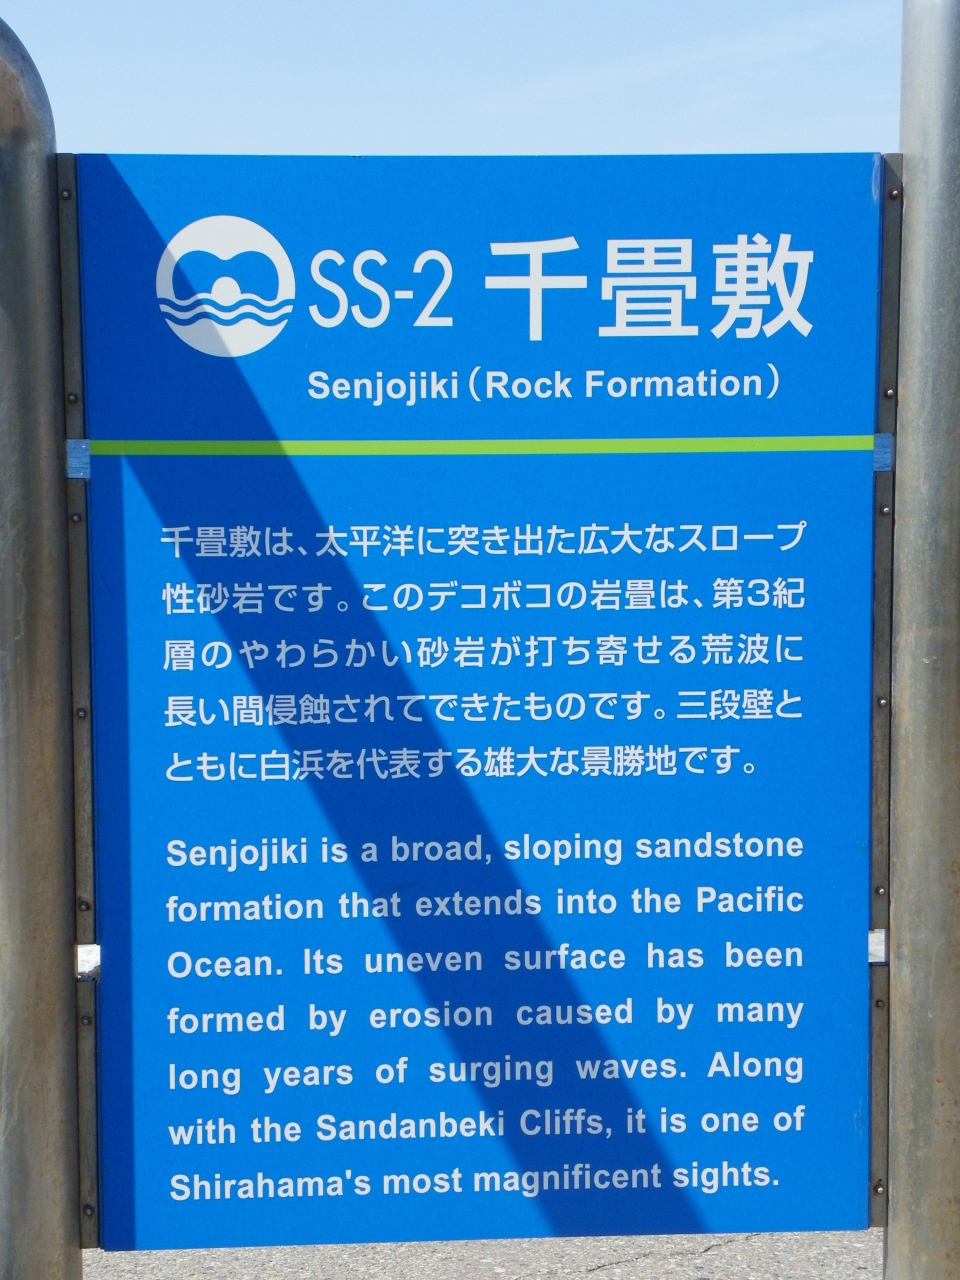 SS-2 千畳敷
Senjojiki（Rock Formation）
千畳敷は、太平洋に突き出た広大なスロープ
性砂岩です。このデコボコの岩畳は、第3紀
層のやわらかい砂岩が打ち寄せる荒波に
長い間侵蝕されてできたものです。三段壁と
ともに白浜を代表する雄大な景勝地です。
Senjojiki is a broad, sloping sandstone
formation that extends into the Pacific
Ocean. Its uneven surface has been
formed by erosion caused by many
long years of surging waves. Along
with the Sandanbeki Cliffs, it is one of
Shirahama's most magnificent sights.